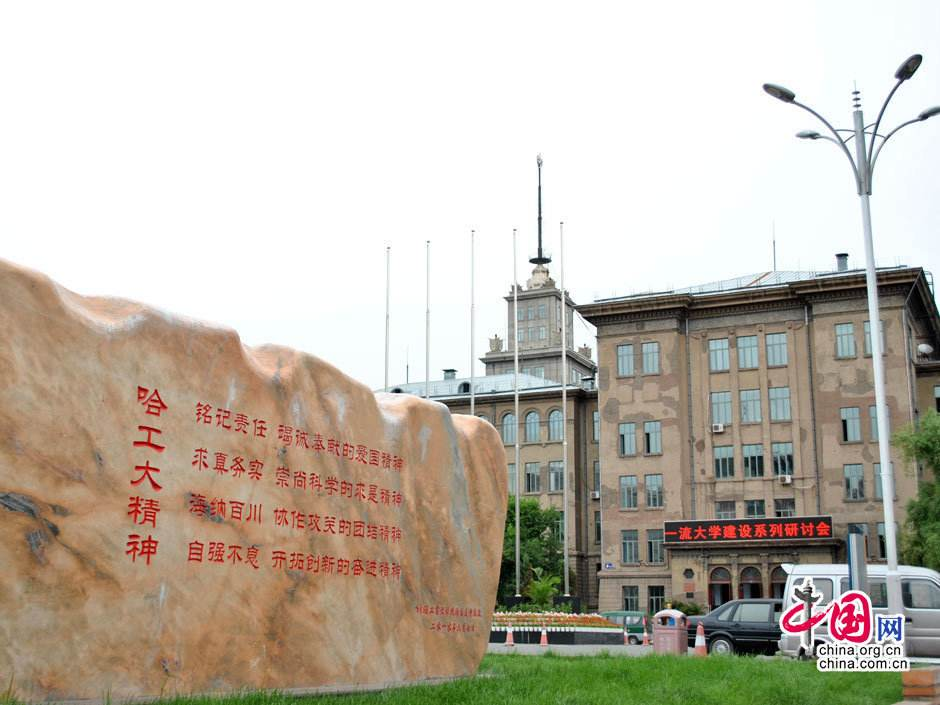 哈工大精神
铭记责任 竭诚奉献的爱国精神
求真务实 崇尚科学的求是精神
海纳百川 协作攻关的团结精神
自强不息 开拓创新的奋进精神
一流大学建设系列研讨会
中国网
china.org.cn
china.com.cn